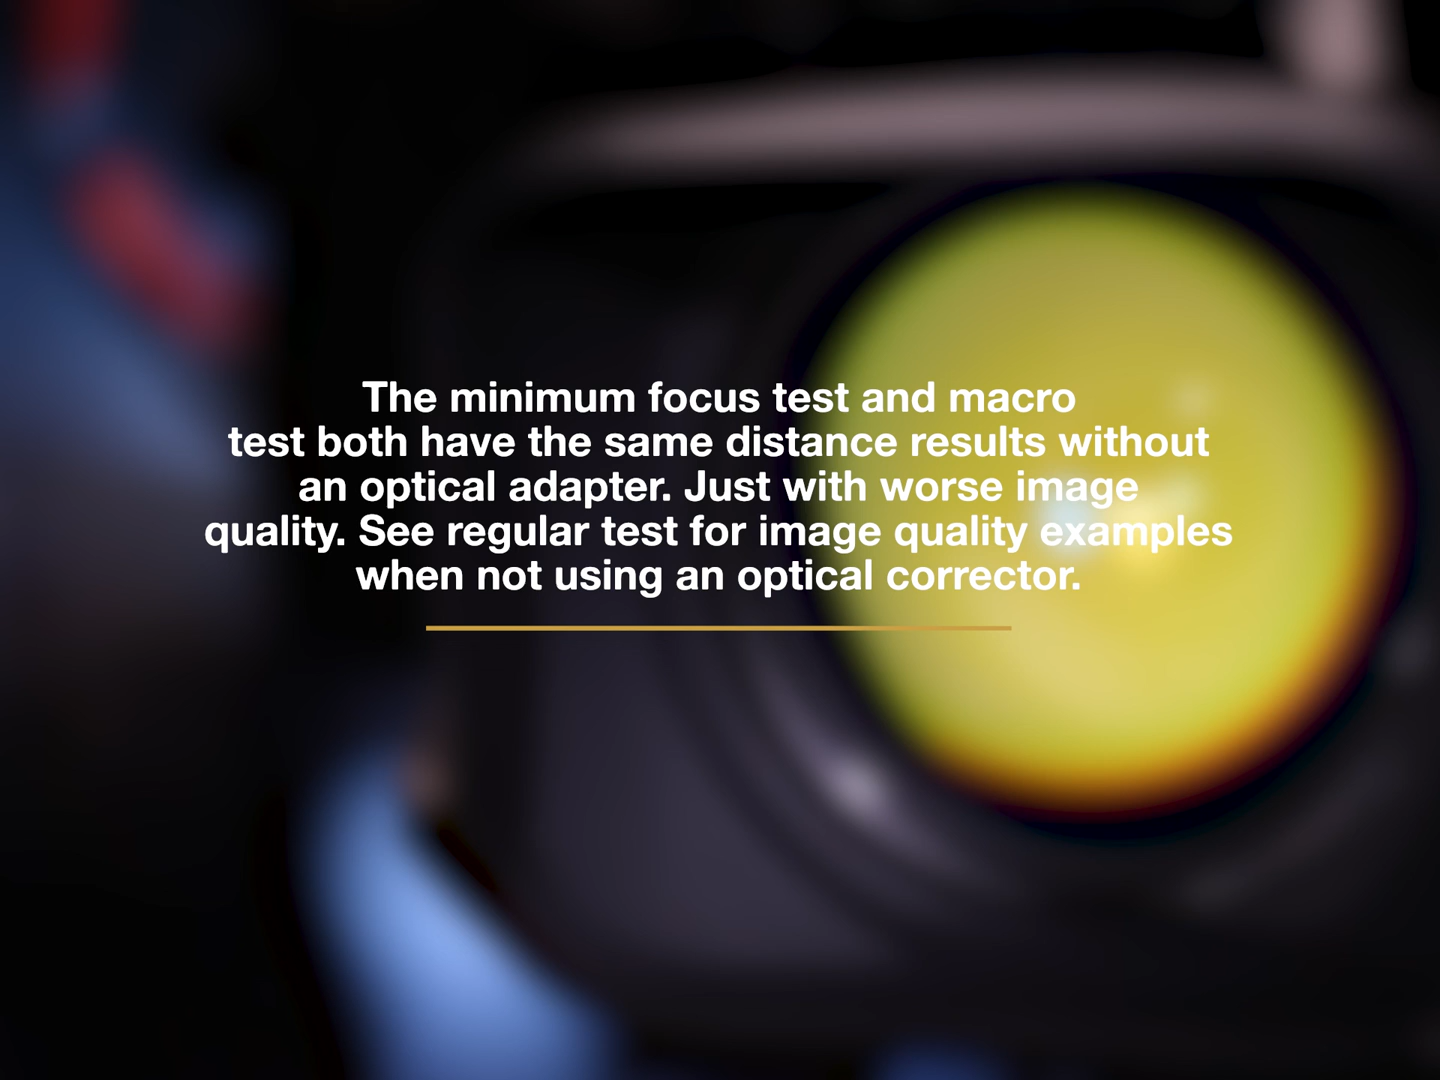 The minimum focus test and macro
test both have the same distance results without
an optical adapter. Just with worse image
quality. See regular test for image quality examples
when not using an optical corrector.